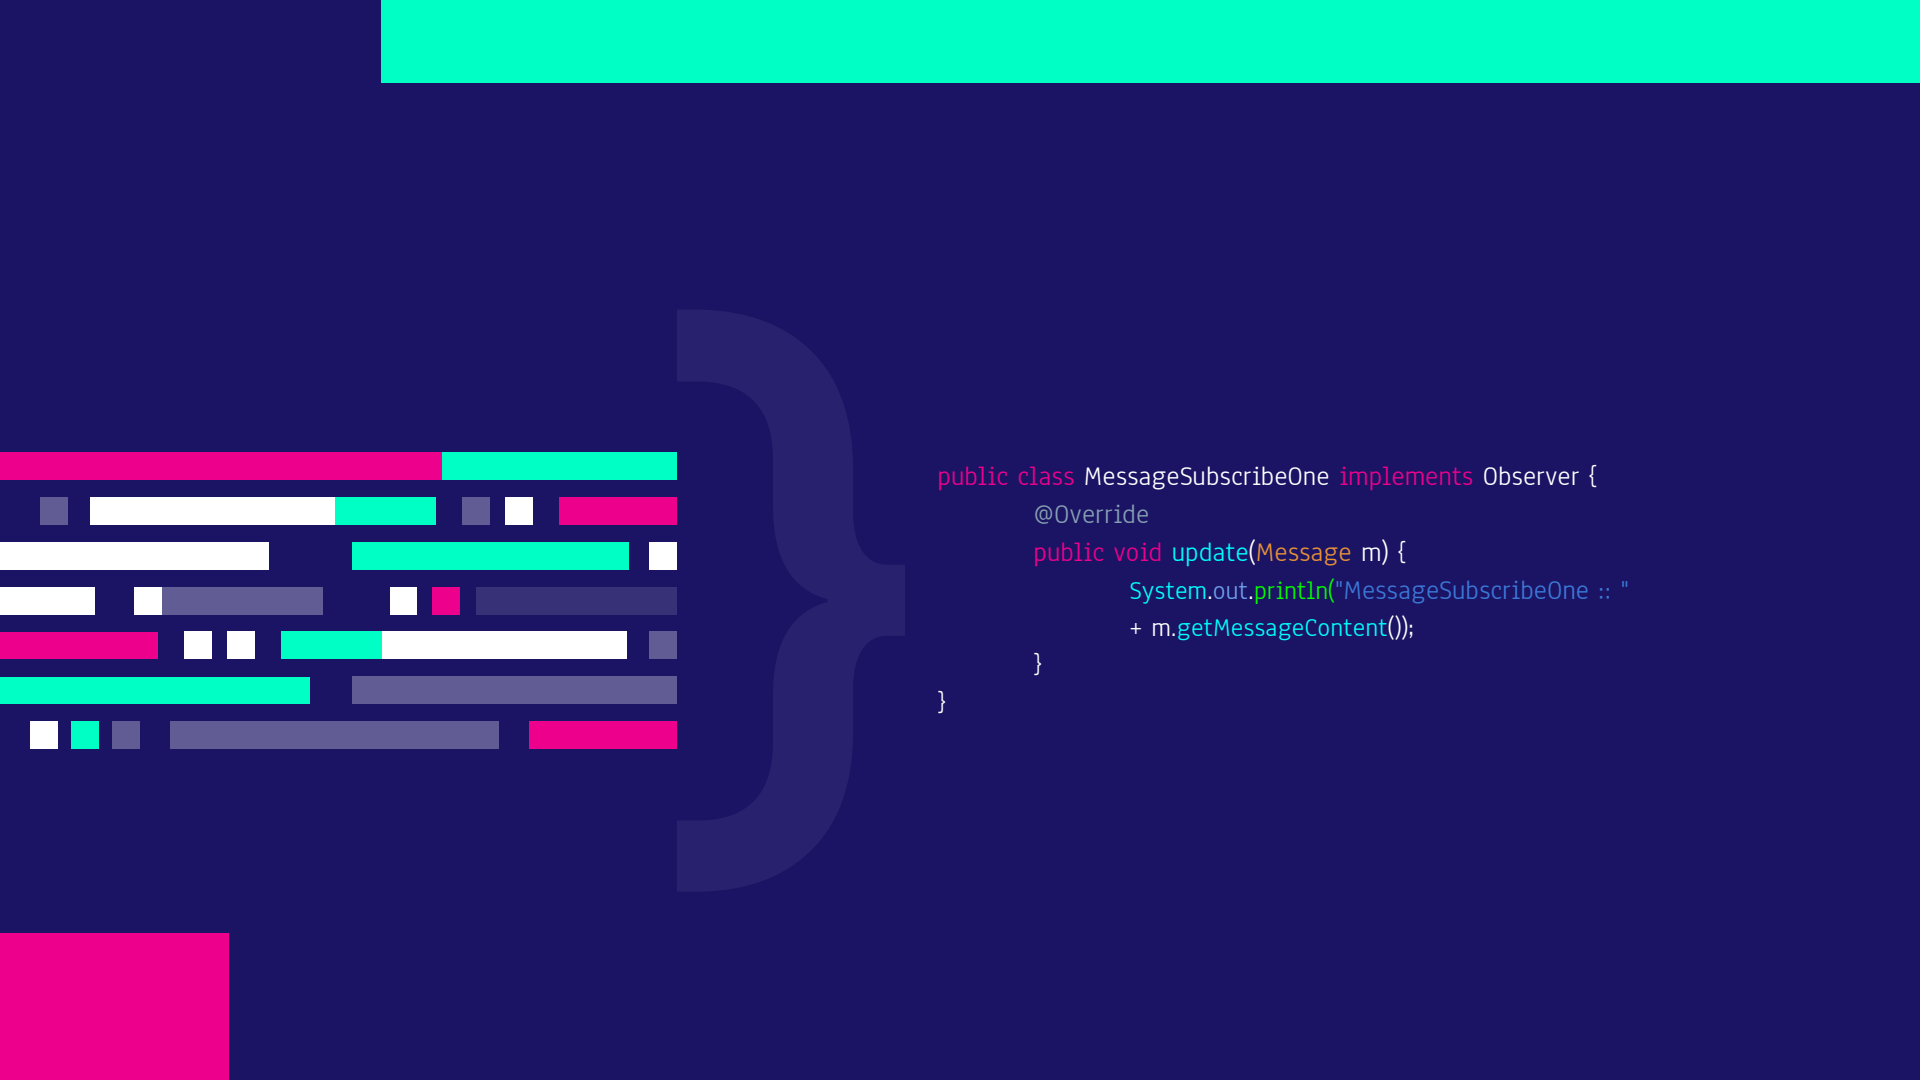 public class MessageSubscribeOne implements Observer {
@Override
public void update(Message m) {
System.out.println("MessageSubscribeOne :: "
+ m.getMessageContent());
}
}